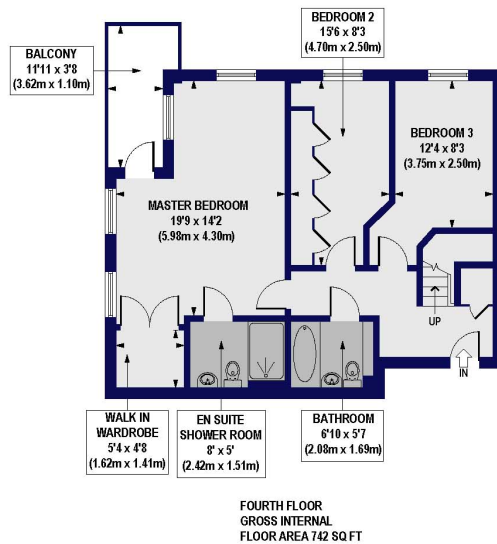 BALCONY
11'11 x 3'8
(3.62m x 1.10m)
BEDROOM 2
15'6 x 8'3
(4.70m x 2.50m)
BEDROOM 3
12'4 x 8'3
(3.75m x 2.50m)
MASTER BEDROOM
19'9 x 14'2
(5.98m x 4.30m)
UP
IN
WALK IN
WARDROBE
5'4 x 4'8
(1.62m x 1.41m)
EN SUITE
SHOWER ROOM
8' x 5'
(2.42m x 1.51m)
BATHROOM
6'10 x 5'7
(2.08m x 1.69m)
FOURTH FLOOR
GROSS INTERNAL
FLOOR AREA 742 SQ FT